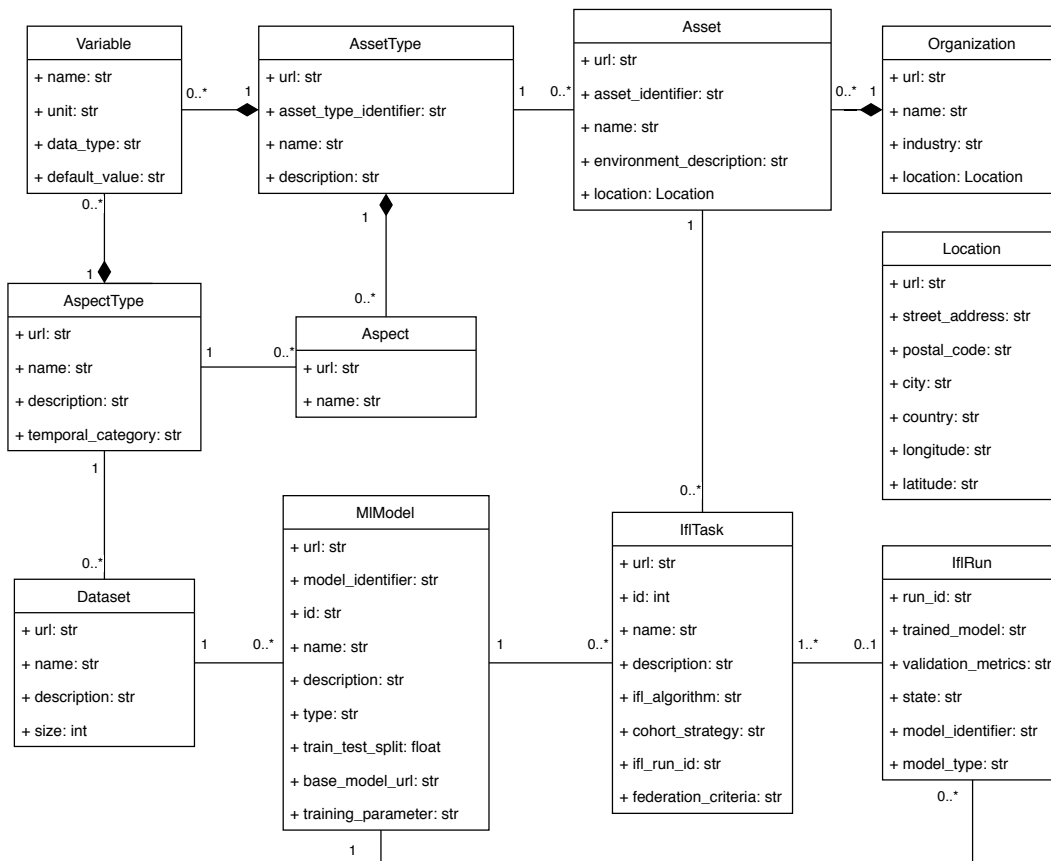 Variable
+ name: str
+ unit: str
+ data_type: str
+ default_value: str
0..*
1
AssetType
+ url: str
+ asset_type_identifier: str
+ name: str
+ description: str
1
0..*
Asset
+ url: str
+ asset_identifier: str
+ name: str
+ environment_description: str
+ location: Location
0..*
1
Organization
+ url: str
+ name: str
+ industry: str
+ location: Location
0..*
1
1
0..*
1
Location
+ url: str
+ street_address: str
+ postal_code: str
+ city: str
+ country: str
+ longitude: str
+ latitude: str
AspectType
+ url: str
+ name: str
+ description: str
+ temporal_category: str
1
0..*
Aspect
+ url: str
+ name: str
1
0..*
0..*
Dataset
+ url: str
+ name: str
+ description: str
+ size: int
1
0..*
MlModel
+ url: str
+ model_identifier: str
+ id: str
+ name: str
+ description: str
+ type: str
+ train_test_split: float
+ base_model_url: str
+ training_parameter: str
1
0..*
IflTask
+ url: str
+ id: int
+ name: str
+ description: str
+ ifl_algorithm: str
+ cohort_strategy: str
+ ifl_run_id: str
+ federation_criteria: str
1..*
0..1
IflRun
+ run_id: str
+ trained_model: str
+ validation_metrics: str
+ state: str
+ model_identifier: str
+ model_type: str
1
0..*